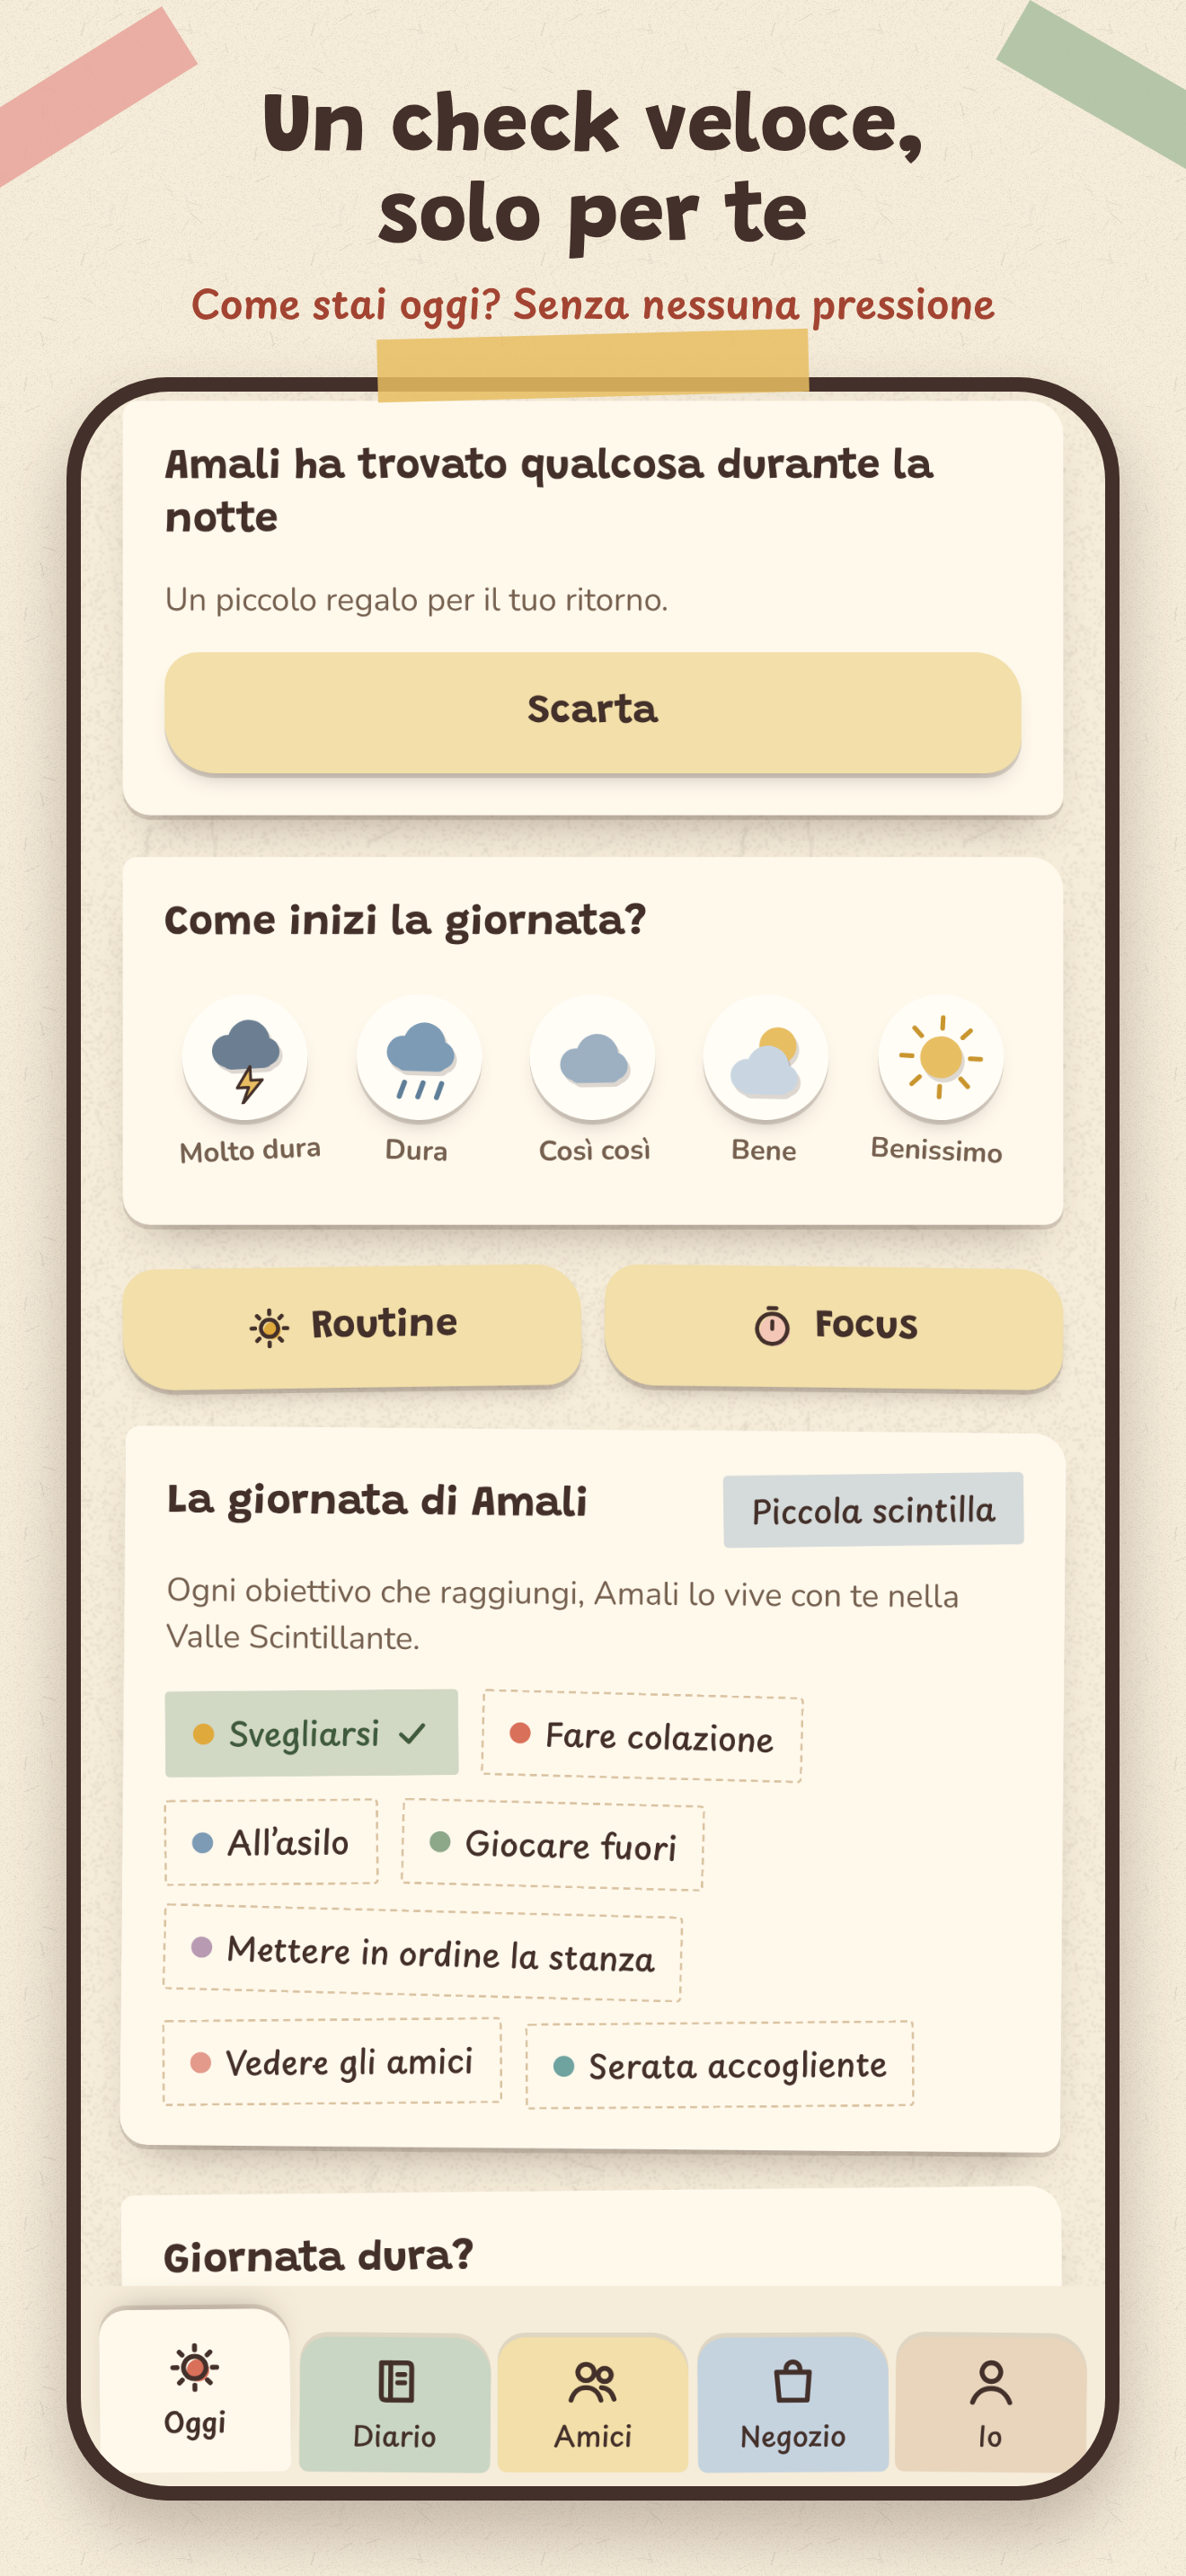 Un check veloce,
solo per te
Come stai oggi? Senza nessuna pressione
Amali ha trovato qualcosa durante la
notte
Un piccolo regalo per il tuo ritorno.
Scarta
Come inizi la giornata?
Molto dura
Dura
Così così
Bene
Benissimo
Routine
Focus
La giornata di Amali
Piccola scintilla
Ogni obiettivo che raggiungi, Amali lo vive con te nella
Valle Scintillante.
Svegliarsi
Fare colazione
All'asilo
Giocare fuori
Mettere in ordine la stanza
Vedere gli amici
Serata accogliente
Giornata dura?
Oggi
Diario
Amici
Negozio
Io